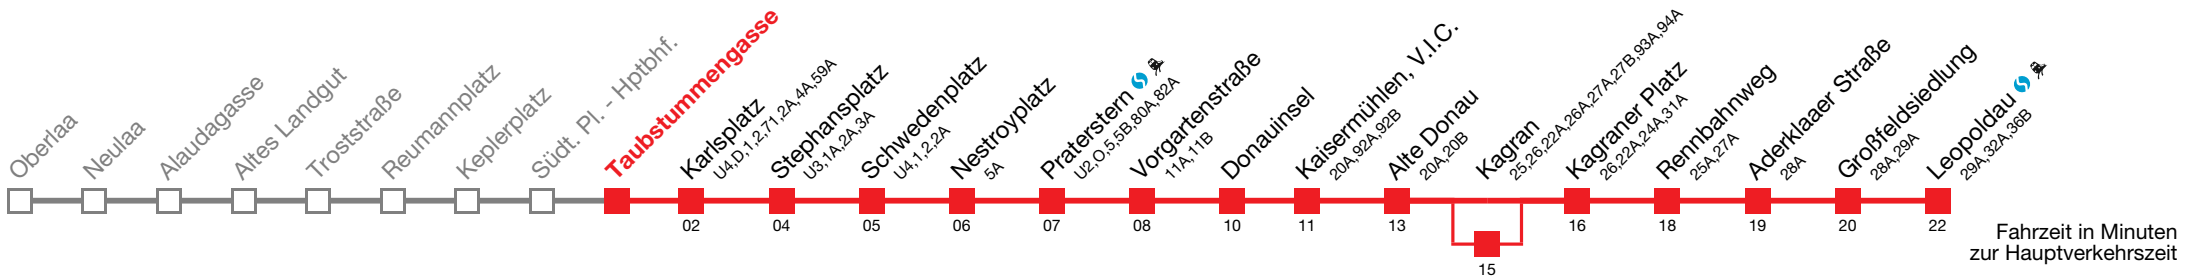 Oberlaa
Neulaa
Alaudagasse
Altes Landgut
Troststraße
Reumannplatz
Keplerplatz
Südt. Pl. - Hptbhf.
Taubstummengasse
Karlsplatz
U4,D,1,2,71,2A,4A,59A
02
Stephansplatz
U3,1A,2A,3A
04
Schwedenplatz
U4,1,2,2A
05
Nestroyplatz
5A
06
Praterstern
U2,O,5,5B,80A,82A
07
Vorgartenstraße
11A,11B
08
Donauinsel
10
Kaisermühlen, V.I.C.
20A,92A,92B
11
Alte Donau
20A,20B
13
Kagran
25,26,22A,26A,27A,27B,93A,94A
15
Kagraner Platz
26,22A,24A,31A
16
Rennbahnweg
25A,27A
18
Aderklaaer Straße
28A
19
Großfeldsiedlung
28A,29A
20
Leopoldau
29A,32A,36B
22
Fahrzeit in Minuten
zur Hauptverkehrszeit